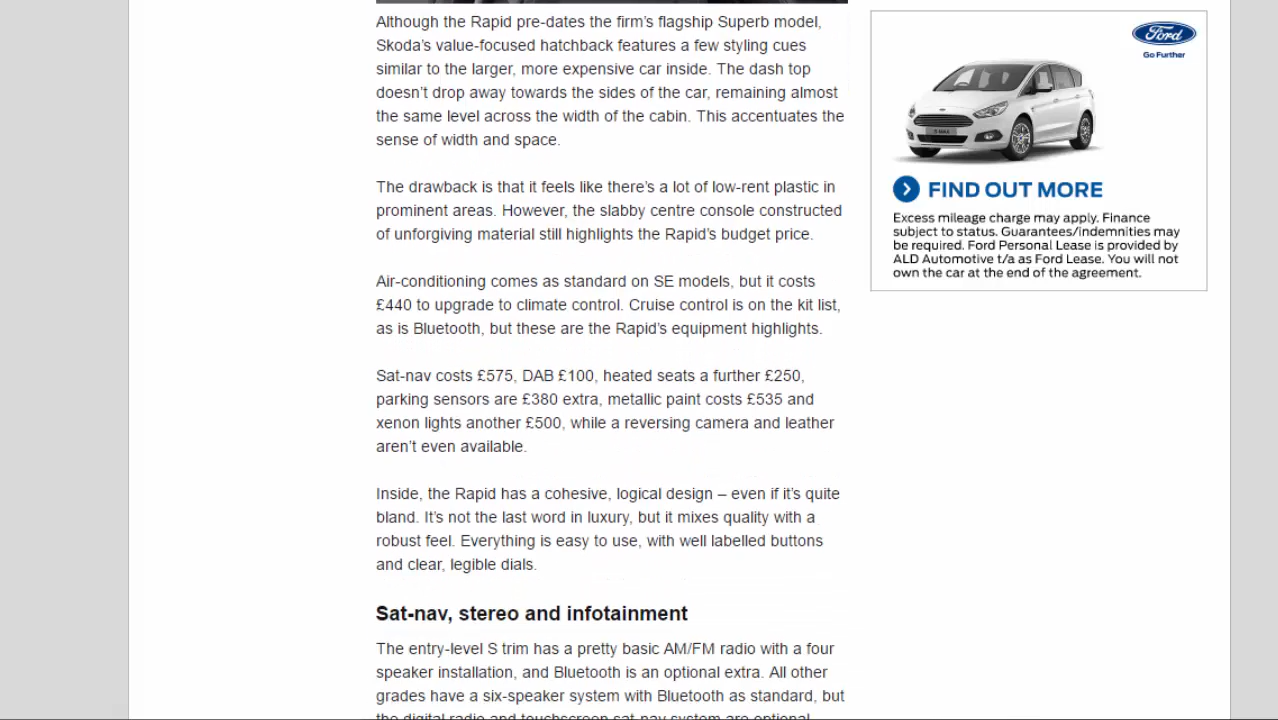 Although the Rapid pre-dates the firm's flagship Superb model,
Skoda's value-focused hatchback features a few styling cues
similar to the larger, more expensive car inside. The dash top
doesn't drop away towards the sides of the car, remaining almost
the same level across the width of the cabin. This accentuates the
sense of width and space.
The drawback is that it feels like there's a lot of low-rent plastic in
prominent areas. However, the slabby centre console constructed
of unforgiving material still highlights the Rapid's budget price.
Air-conditioning comes as standard on SE models, but it costs
£440 to upgrade to climate control. Cruise control is on the kit list,
as is Bluetooth, but these are the Rapid's equipment highlights.
Sat-nav costs £575, DAB £100, heated seats a further £250,
parking sensors are £380 extra, metallic paint costs £535 and
xenon lights another £500, while a reversing camera and leather
aren't even available.
Inside, the Rapid has a cohesive, logical design – even if it's quite
bland. It's not the last word in luxury, but it mixes quality with a
robust feel. Everything is easy to use, with well labelled buttons
and clear, legible dials.
Sat-nav, stereo and infotainment
The entry-level S trim has a pretty basic AM/FM radio with a four
speaker installation, and Bluetooth is an optional extra. All other
grades have a six-speaker system with Bluetooth as standard, but
the digital radio and touchscreen sat-nav system are optional
Ford
Go Further
S-MAX
FIND OUT MORE
Excess mileage charge may apply. Finance
subject to status. Guarantees/indemnities may
be required. Ford Personal Lease is provided by
ALD Automotive t/a as Ford Lease. You will not
own the car at the end of the agreement.